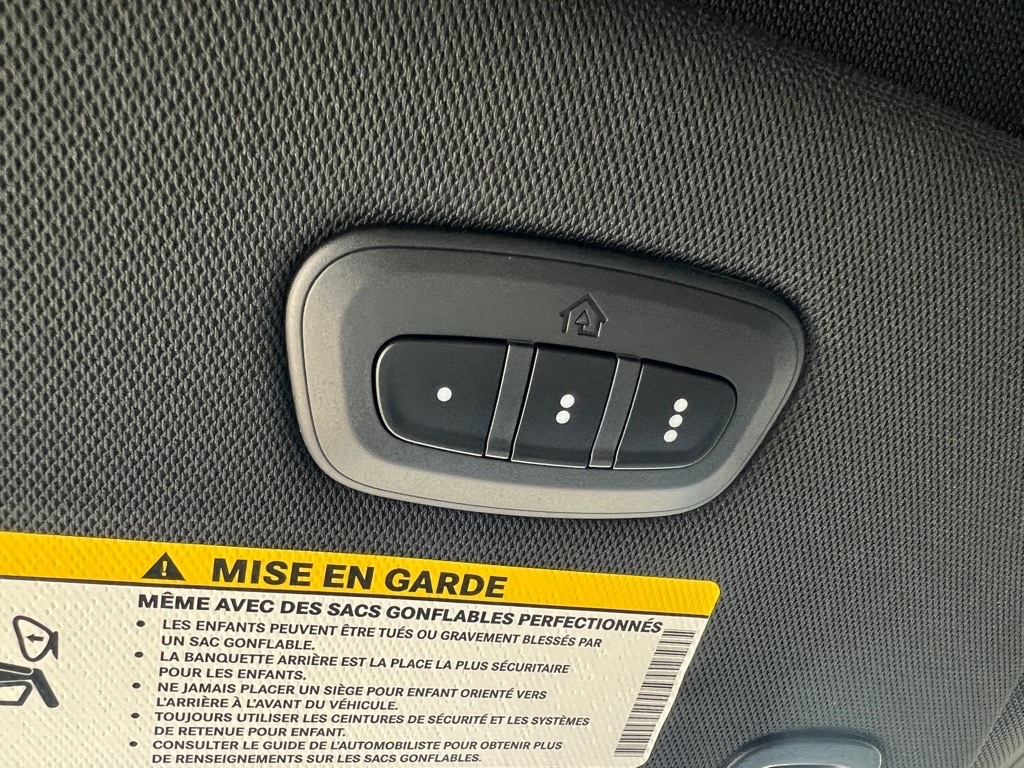 MISE EN GARDE
MÊME AVEC DES SACS GONFLABLES PERFECTIONNÉS
• LES ENFANTS PEUVENT ÊTRE TUÉS OU GRAVEMENT BLESSÉS PAR
UN SAC GONFLABLE.
• LA BANQUETTE ARRIÈRE EST LA PLACE LA PLUS SÉCURITAIRE
POUR LES ENFANTS.
• NE JAMAIS PLACER UN SIÈGE POUR ENFANT ORIENTÉ VERS
L'ARRIÈRE À L'AVANT DU VÉHICULE.
• TOUJOURS UTILISER LES CEINTURES DE SÉCURITÉ ET LES SYSTÈMES
DE RETENUE POUR ENFANT.
• CONSULTER LE GUIDE DE L'AUTOMOBILISTE POUR OBTENIR PLUS
DE RENSEIGNEMENTS SUR LES SACS GONFLABLES.